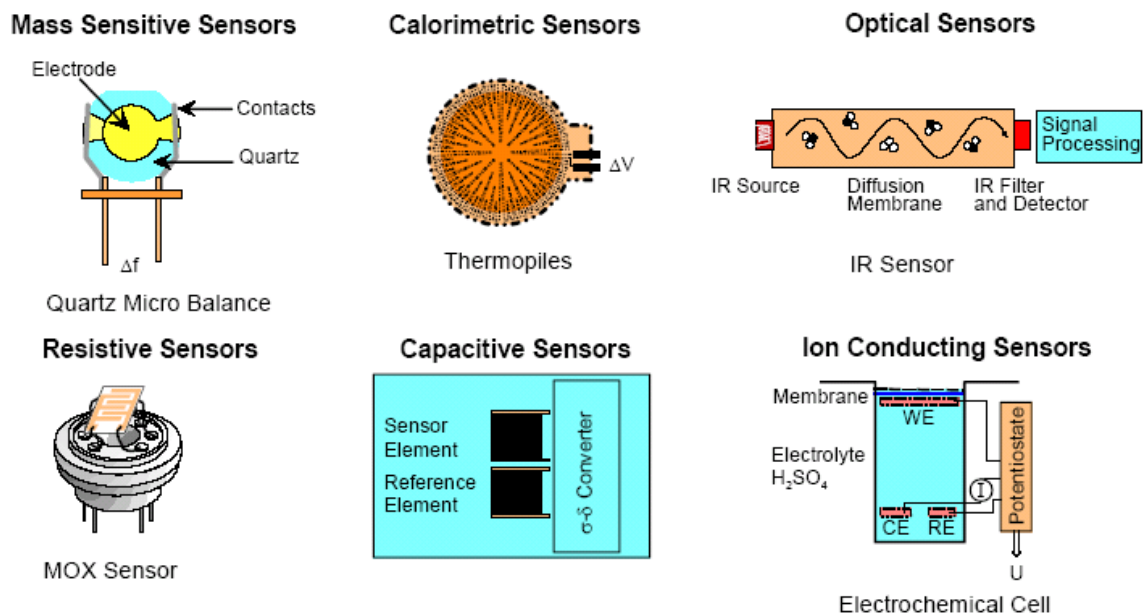 Mass Sensitive Sensors
Electrode
Contacts
Quartz
Δf
Quartz Micro Balance
Calorimetric Sensors
ΔV
Thermopiles
Optical Sensors
Signal
Processing
IR Source
Diffusion
Membrane
IR Filter
and Detector
IR Sensor
Resistive Sensors
MOX Sensor
Capacitive Sensors
Sensor
Element
Reference
Element
σ-δ Converter
Ion Conducting Sensors
Membrane
WE
Electrolyte
H₂SO₄
I
CE
RE
Potentiostate
U
Electrochemical Cell